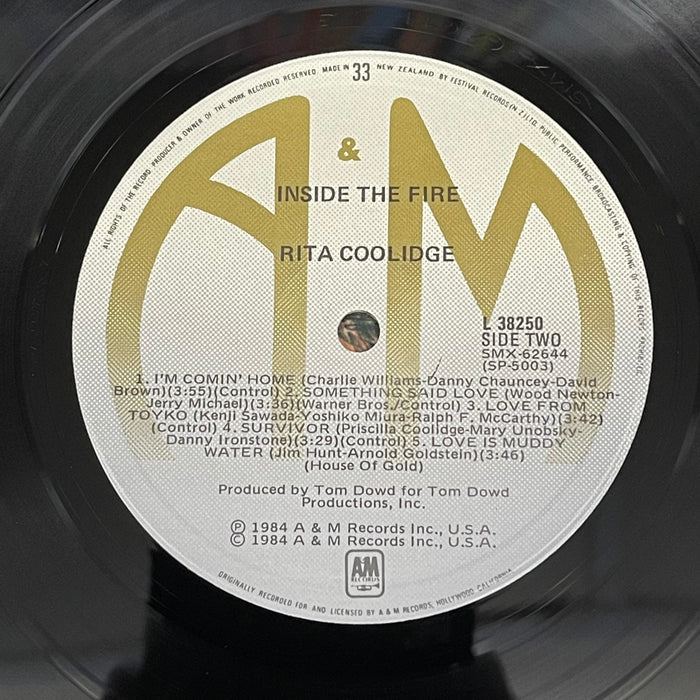 ALL RIGHTS OF THE RECORD PRODUCER & OWNER OF THE WORK RECORDED RESERVED. MADE IN 33 NEW ZEALAND BY FESTIVAL RECORDS (N.Z.) LTD. PUBLIC PERFORMANCE, BROADCASTING & COPYING OF THIS RECORD PROHIBITED
A & M
INSIDE THE FIRE
RITA COOLIDGE
L 38250
SIDE TWO
SMX-62644
(SP-5003)
1. I'M COMIN' HOME (Charlie Williams-Danny Chauncey-David
Brown)(3:55)(Control) 2. SOMETHING SAID LOVE (Wood Newton-
Jerry Michael)(3:36)(Warner Bros./Control) 3. LOVE FROM
TOYKO (Kenji Sawada-Yoshiko Miura-Ralph F. McCarthy)(3:42)
(Control) 4. SURVIVOR (Priscilla Coolidge-Mary Unobsky-
Danny Ironstone)(3:29)(Control) 5. LOVE IS MUDDY
WATER (Jim Hunt-Arnold Goldstein)(3:46)
(House Of Gold)
Produced by Tom Dowd for Tom Dowd
Productions, Inc.
℗ 1984 A & M Records Inc., U.S.A.
© 1984 A & M Records Inc., U.S.A.
A&M
RECORDS
ORIGINALLY RECORDED FOR AND LICENSED BY A & M RECORDS, HOLLYWOOD, CALIFORNIA.